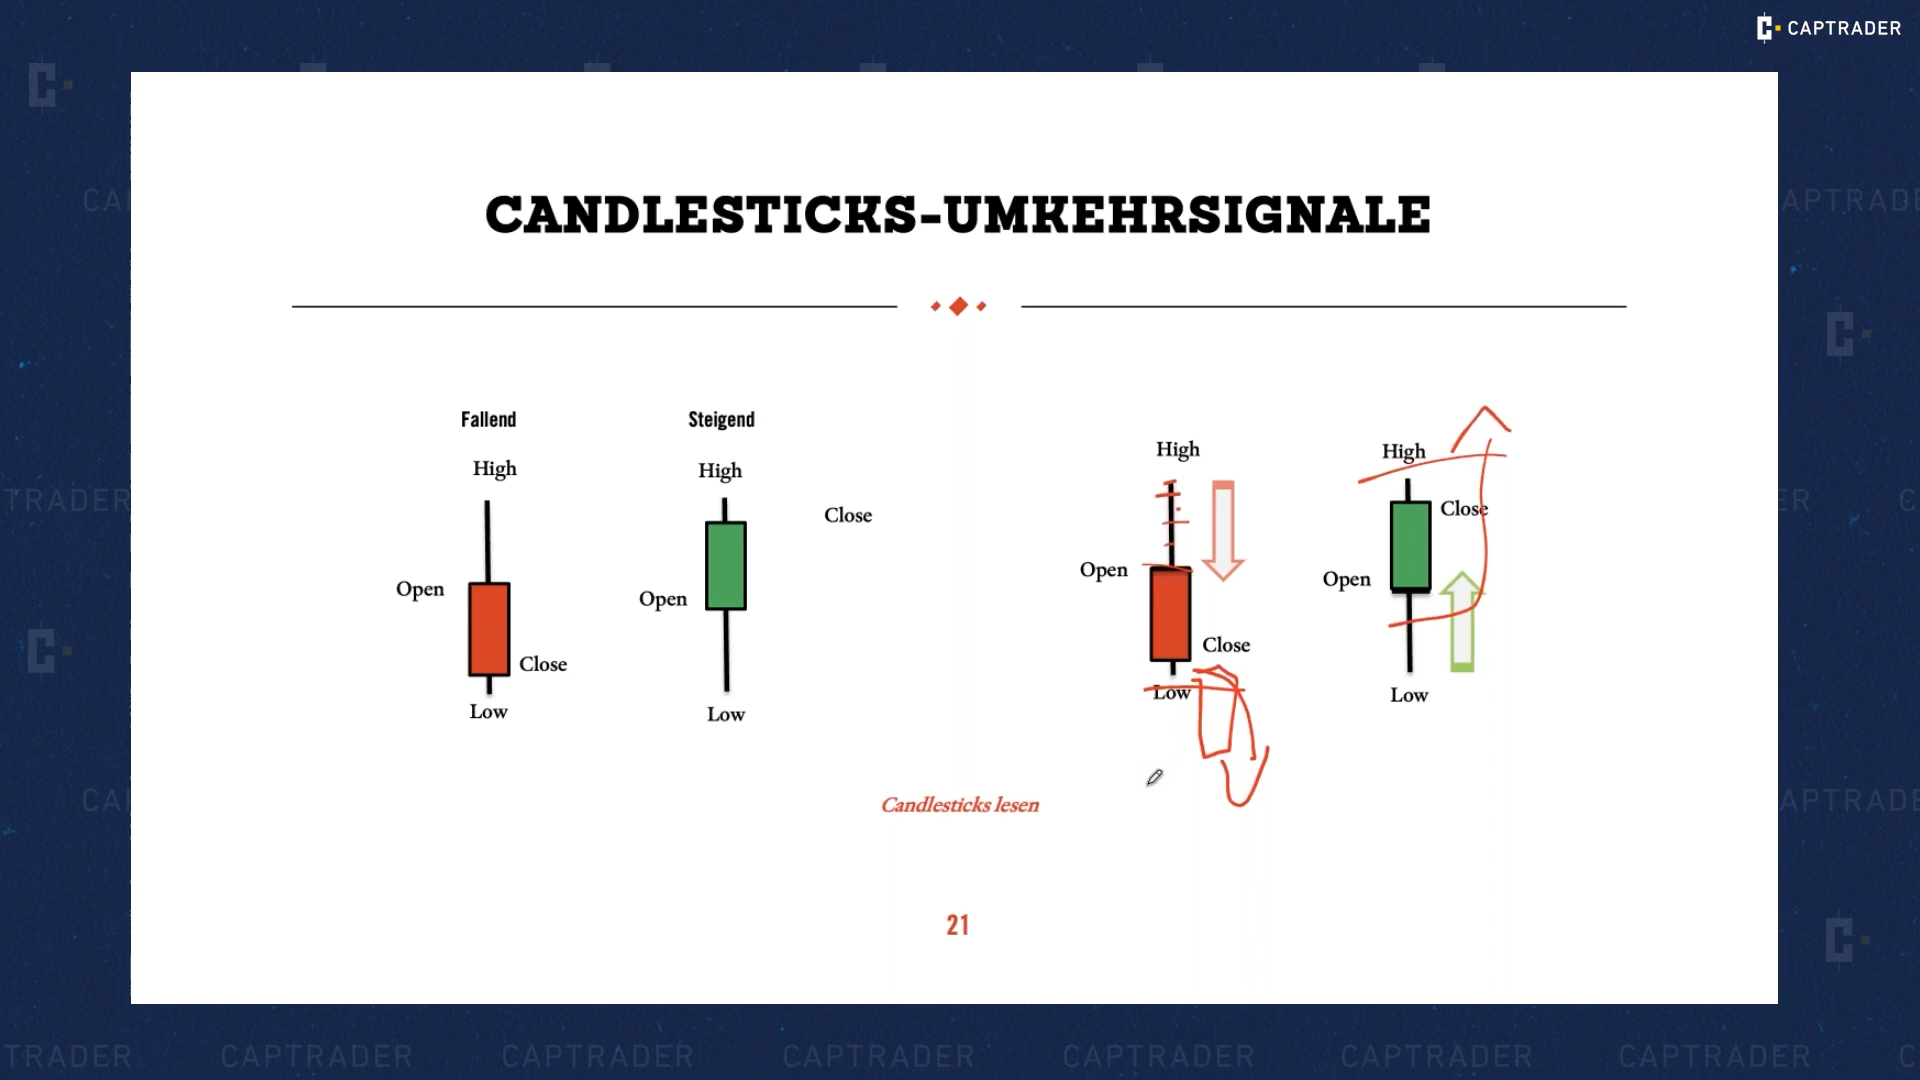 CAPTRADER
CANDLESTICKS-UMKEHRSIGNALE
Fallend
High
Open
Close
Low
Steigend
High
Close
Open
Low
High
Open
Close
Low
High
Close
Open
Low
Candlesticks lesen
21
TRADER CAPTRADER CAPTRADER CAPTRADER CAPTRADER CAPTRADER CAPTRADER